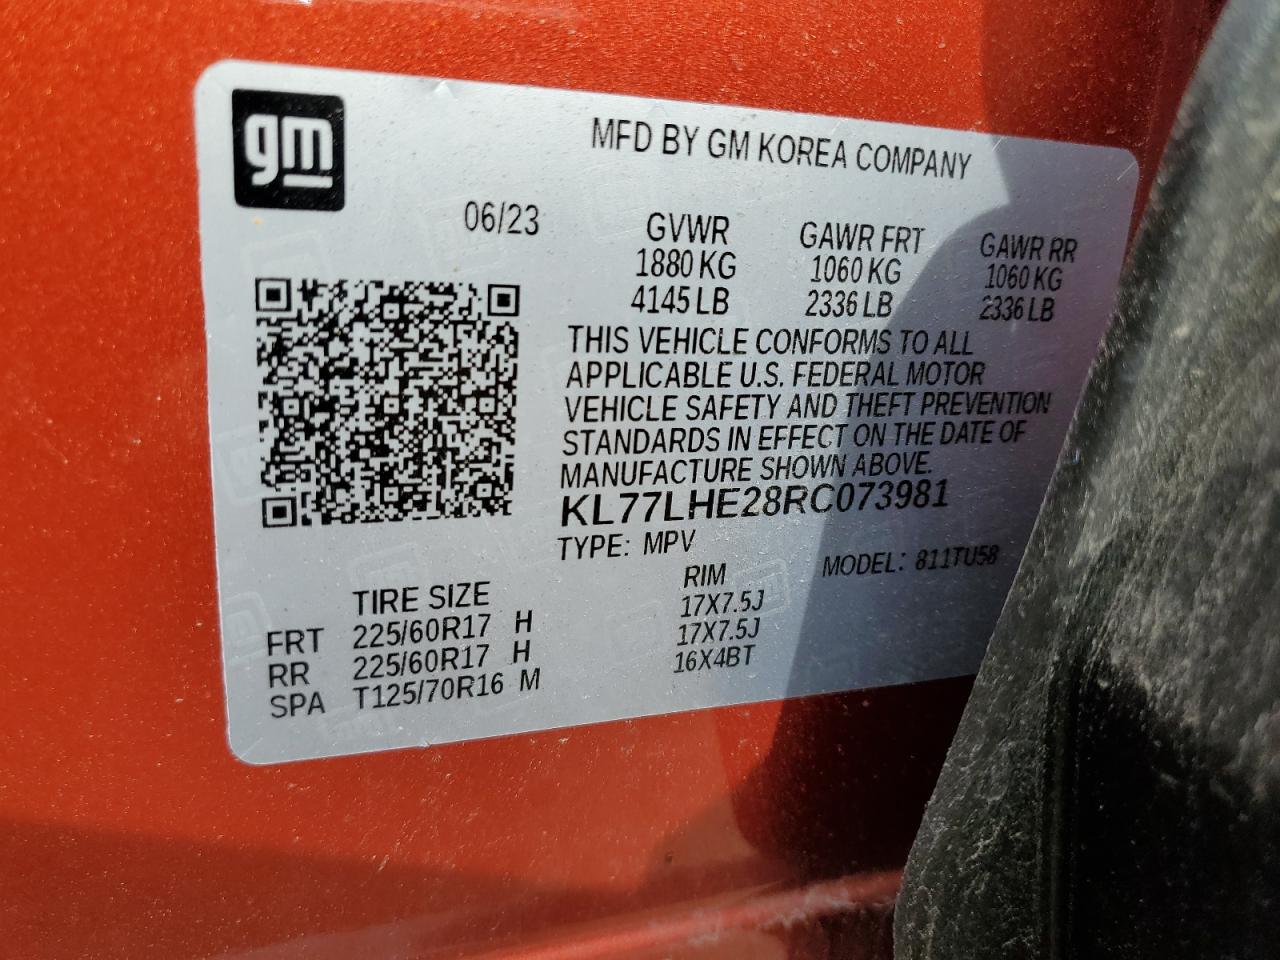 gm
MFD BY GM KOREA COMPANY
06/23
GVWR GAWR FRT GAWR RR
1880 KG 1060 KG 1060 KG
4145 LB 2336 LB 2336 LB
THIS VEHICLE CONFORMS TO ALL
APPLICABLE U.S. FEDERAL MOTOR
VEHICLE SAFETY AND THEFT PREVENTION
STANDARDS IN EFFECT ON THE DATE OF
MANUFACTURE SHOWN ABOVE.
KL77LHE28RC073981
TYPE: MPV MODEL: 811TU58
TIRE SIZE RIM
FRT 225/60R17 H 17X7.5J
RR 225/60R17 H 17X7.5J
SPA T125/70R16 M 16X4BT